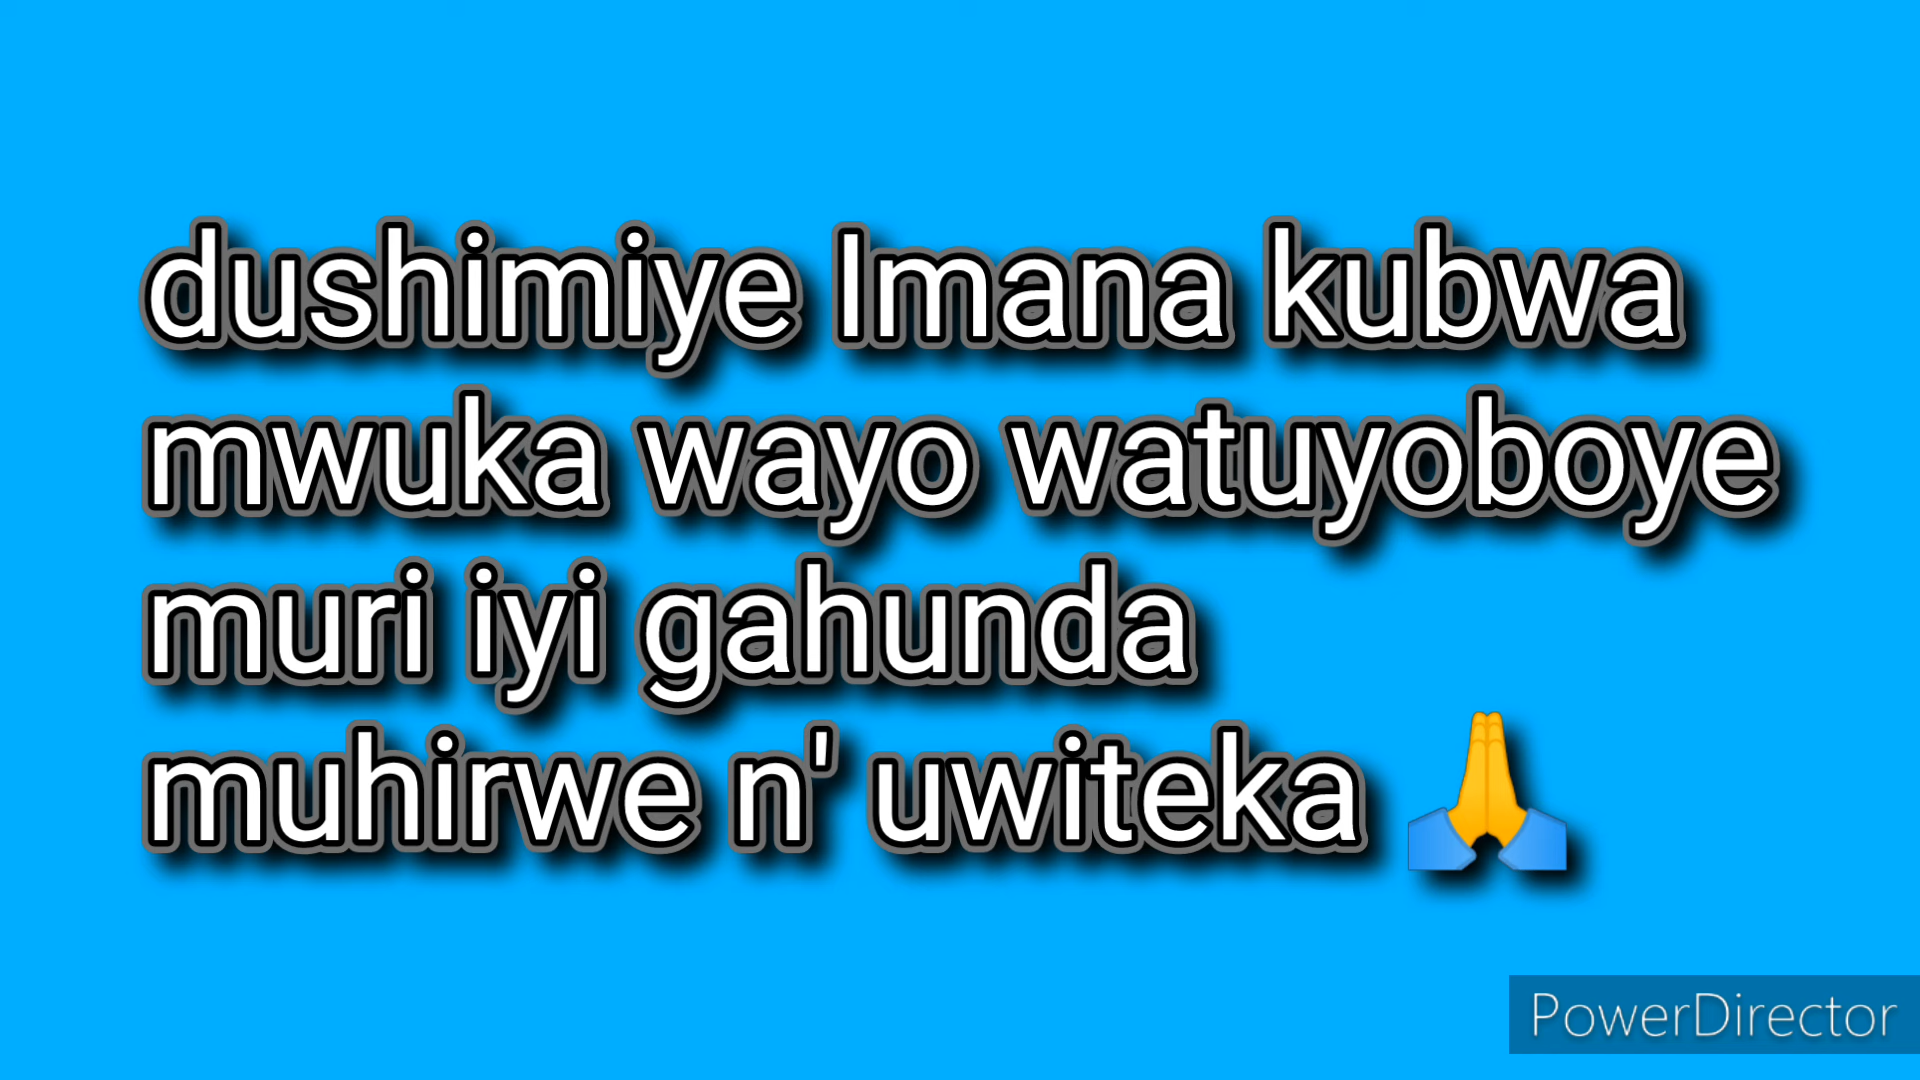 dushimiye Imana kubwa
mwuka wayo watuyoboye
muri iyi gahunda
muhirwe n' uwiteka 🙏
PowerDirector